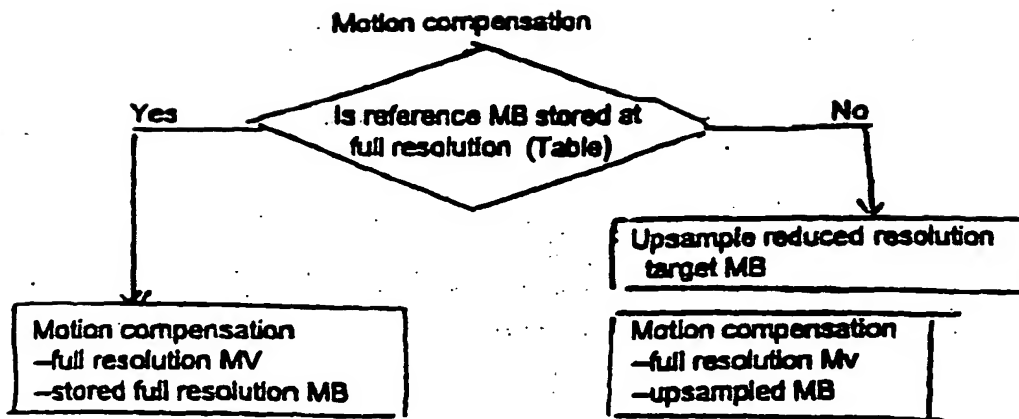 Motion compensation
Yes
Is reference MB stored at
full resolution (Table)
No
Upsample reduced resolution
target MB
Motion compensation
–full resolution MV
–stored full resolution MB
Motion compensation
–full resolution Mv
–upsampled MB